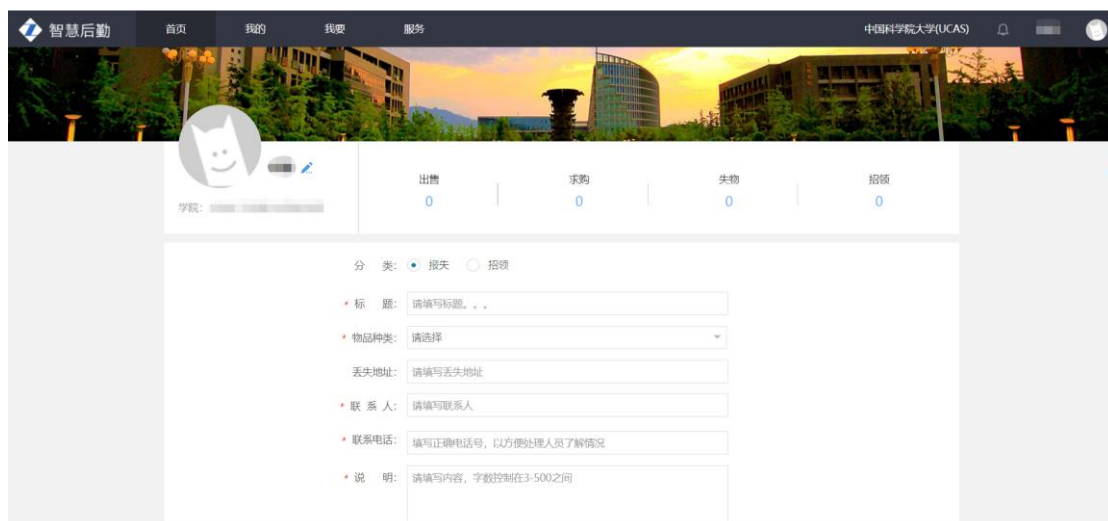 智慧后勤 首页 我的 我要 服务 中国科学院大学(UCAS)
出售 求购 失物 招领
0 0 0 0
学院：
分 类： 报失 招领
* 标 题： 请填写标题。。。
* 物品种类： 请选择
丢失地址： 请填写丢失地址
* 联 系 人： 请填写联系人
* 联系电话： 填写正确电话号，以方便处理人员了解情况
* 说 明： 请填写内容，字数控制在3-500之间